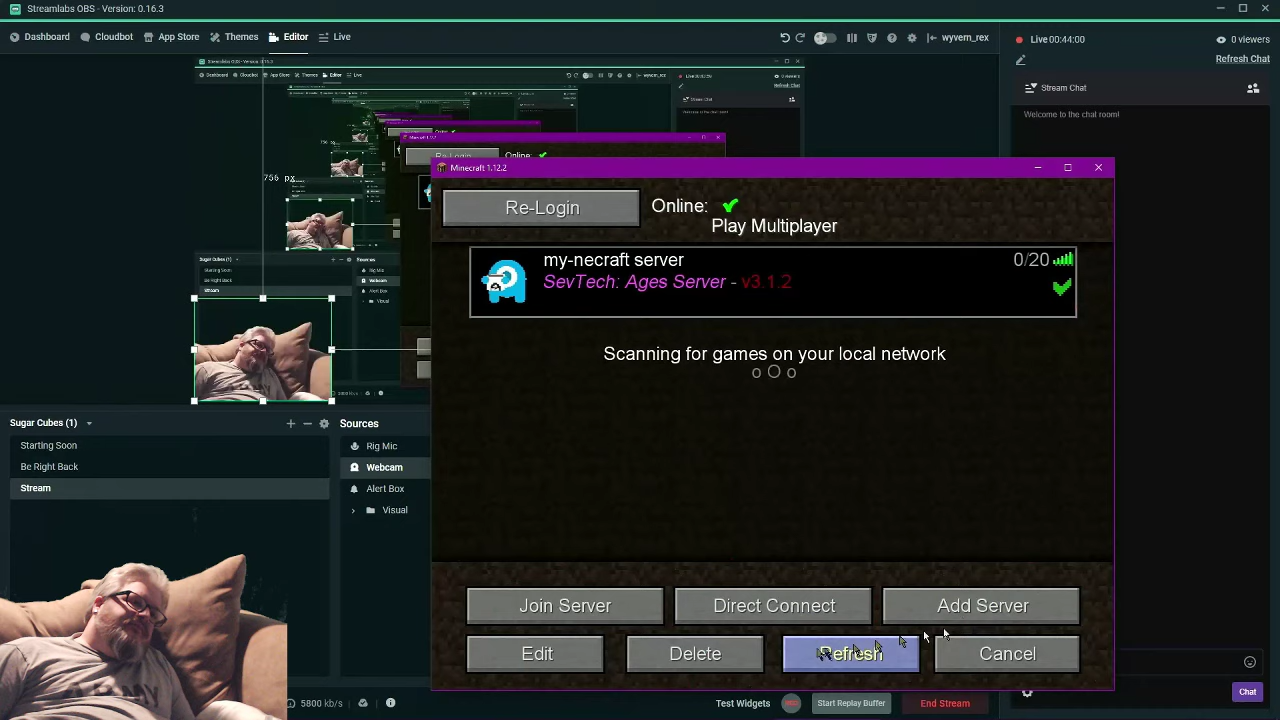 Streamlabs OBS - Version: 0.16.3
Dashboard
Cloudbot
App Store
Themes
Editor
Live
wyvern_rex
Live 00:44:00
0 viewers
Refresh Chat
Stream Chat
Welcome to the chat room!
756 px
Minecraft 1.12.2
Re-Login
Online:
Play Multiplayer
my-necraft server
0/20
SevTech: Ages Server - v3.1.2
Scanning for games on your local network
o O o
Join Server
Direct Connect
Add Server
Edit
Delete
Refresh
Cancel
Sugar Cubes (1)
Starting Soon
Be Right Back
Stream
Sources
Rig Mic
Webcam
Alert Box
Visual
5800 kb/s
Test Widgets
REC
Start Replay Buffer
End Stream
Chat